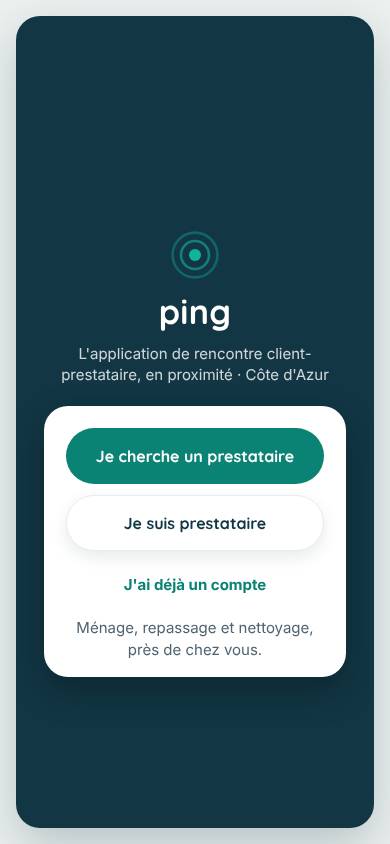 ping
L'application de rencontre client-
prestataire, en proximité · Côte d'Azur
Je cherche un prestataire
Je suis prestataire
J'ai déjà un compte
Ménage, repassage et nettoyage,
près de chez vous.